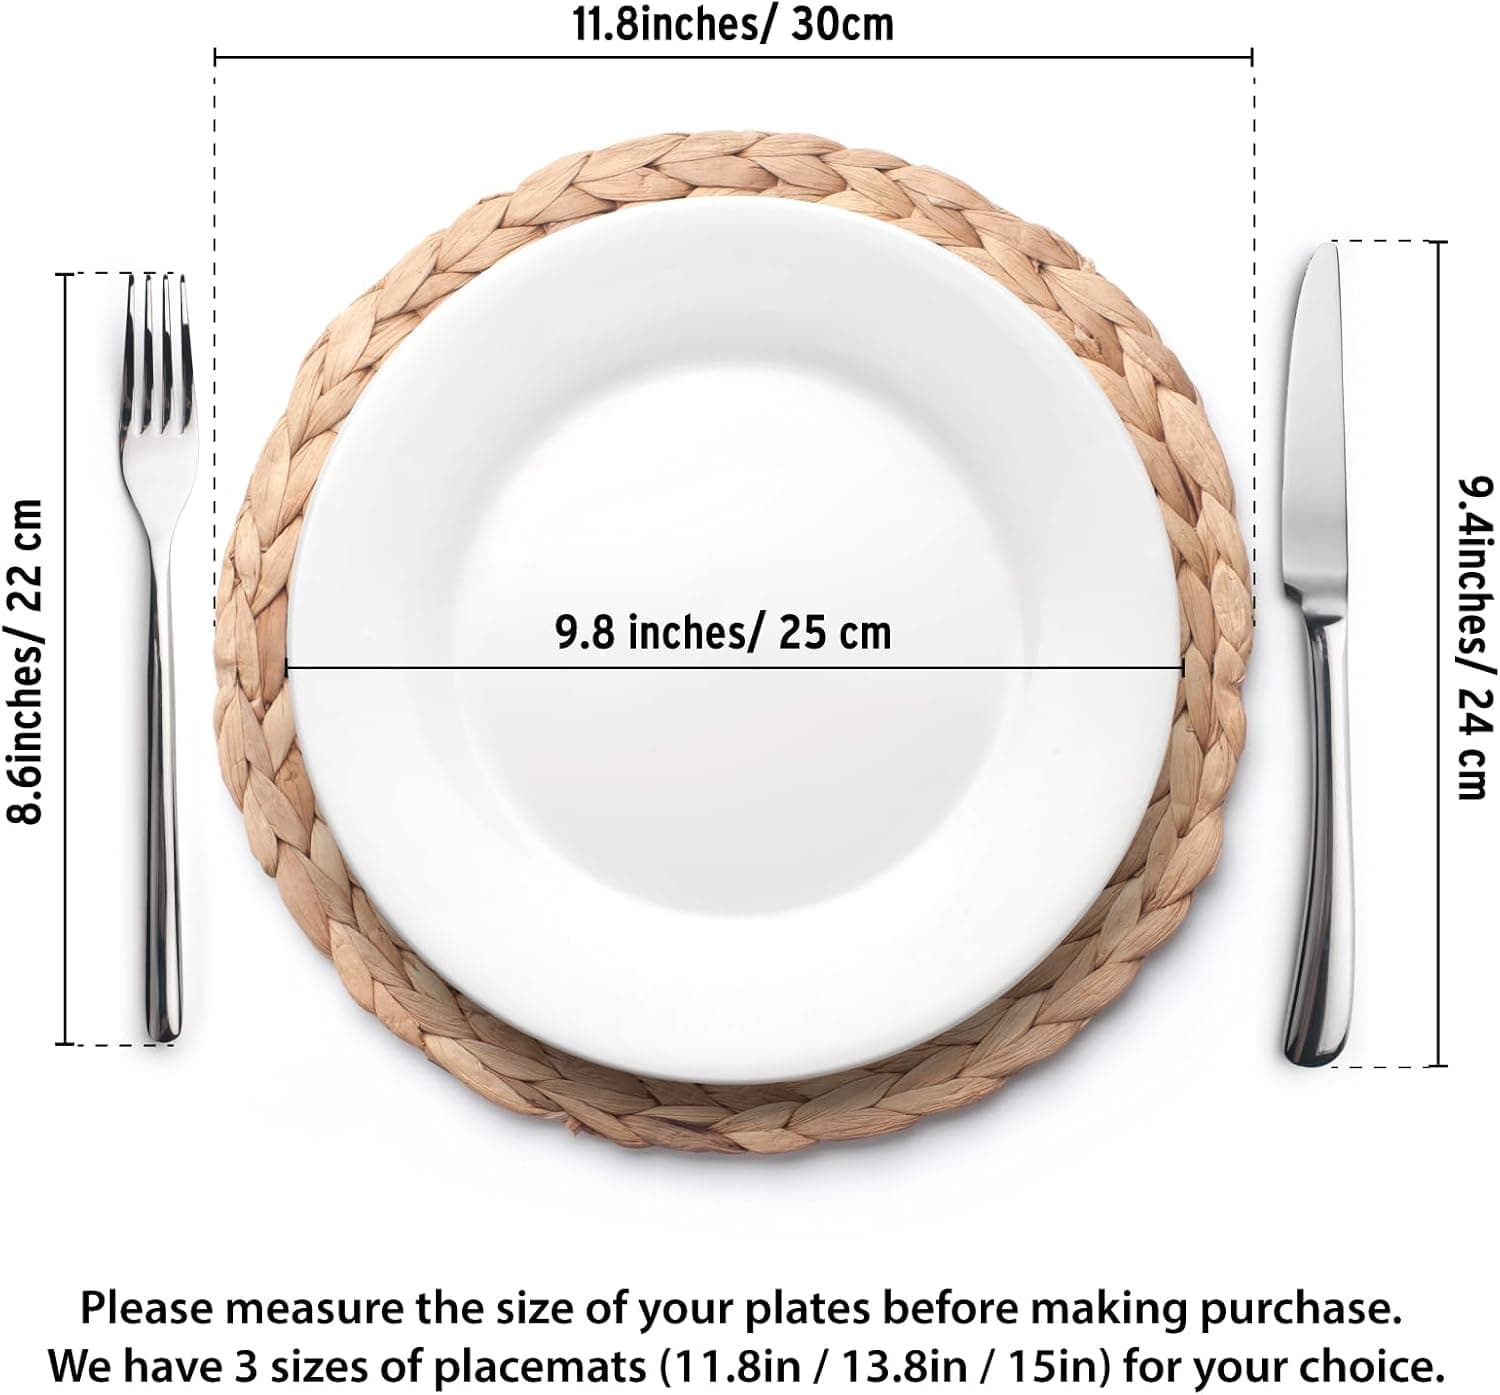 11.8inches/ 30cm
8.6inches/ 22 cm
9.8 inches/ 25 cm
9.4inches/ 24 cm
Please measure the size of your plates before making purchase.
We have 3 sizes of placemats (11.8in / 13.8in / 15in) for your choice.